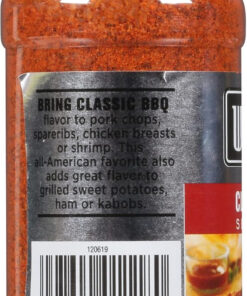 BRING CLASSIC BBQ
flavor to pork chops,
spareribs, chicken breasts
or shrimp. This
all-American favorite also
adds great flavor to
grilled sweet potatoes,
ham or kabobs.
120619